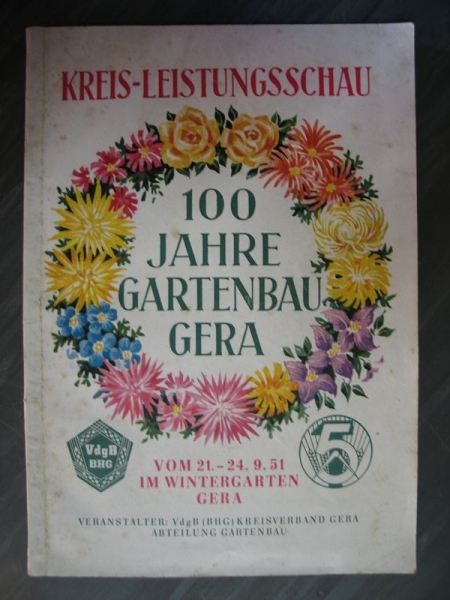 KREIS-LEISTUNGSSCHAU
100
JAHRE
GARTENBAU
GERA
VdgB
BHG
5
VOM 21.-24.9.51
IM WINTERGARTEN
GERA
VERANSTALTER: VdgB (BHG) KREISVERBAND GERA
ABTEILUNG GARTENBAU